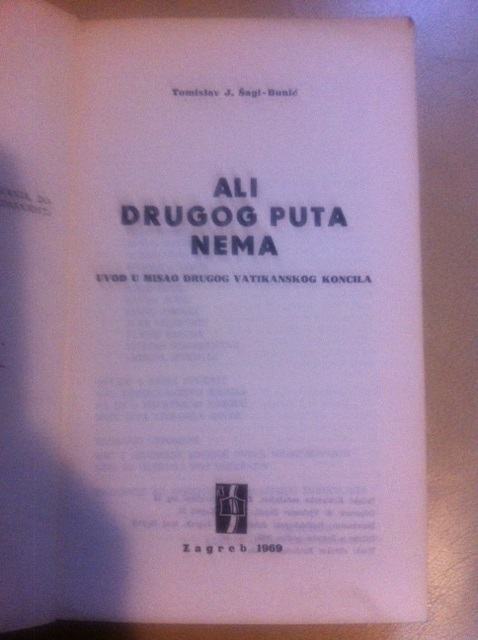 Tomislav J. Šagi-Bunić
ALI
DRUGOG PUTA
NEMA
UVOD U MISAO DRUGOG VATIKANSKOG KONCILA
Zagreb 1969